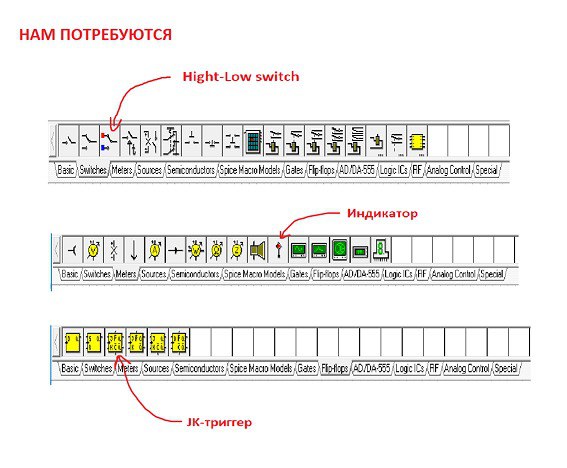 НАМ ПОТРЕБУЮТСЯ
Hight-Low switch
Basic Switches Meters Sources Semiconductors Spice Macro Models Gates Flip-flops AD/DA-555 Logic ICs RF Analog Control Special
Индикатор
Basic Switches Meters Sources Semiconductors Spice Macro Models Gates Flip-flops AD/DA-555 Logic ICs RF Analog Control Special
Basic Switches Meters Sources Semiconductors Spice Macro Models Gates Flip-flops AD/DA-555 Logic ICs RF Analog Control Special
JK-триггер